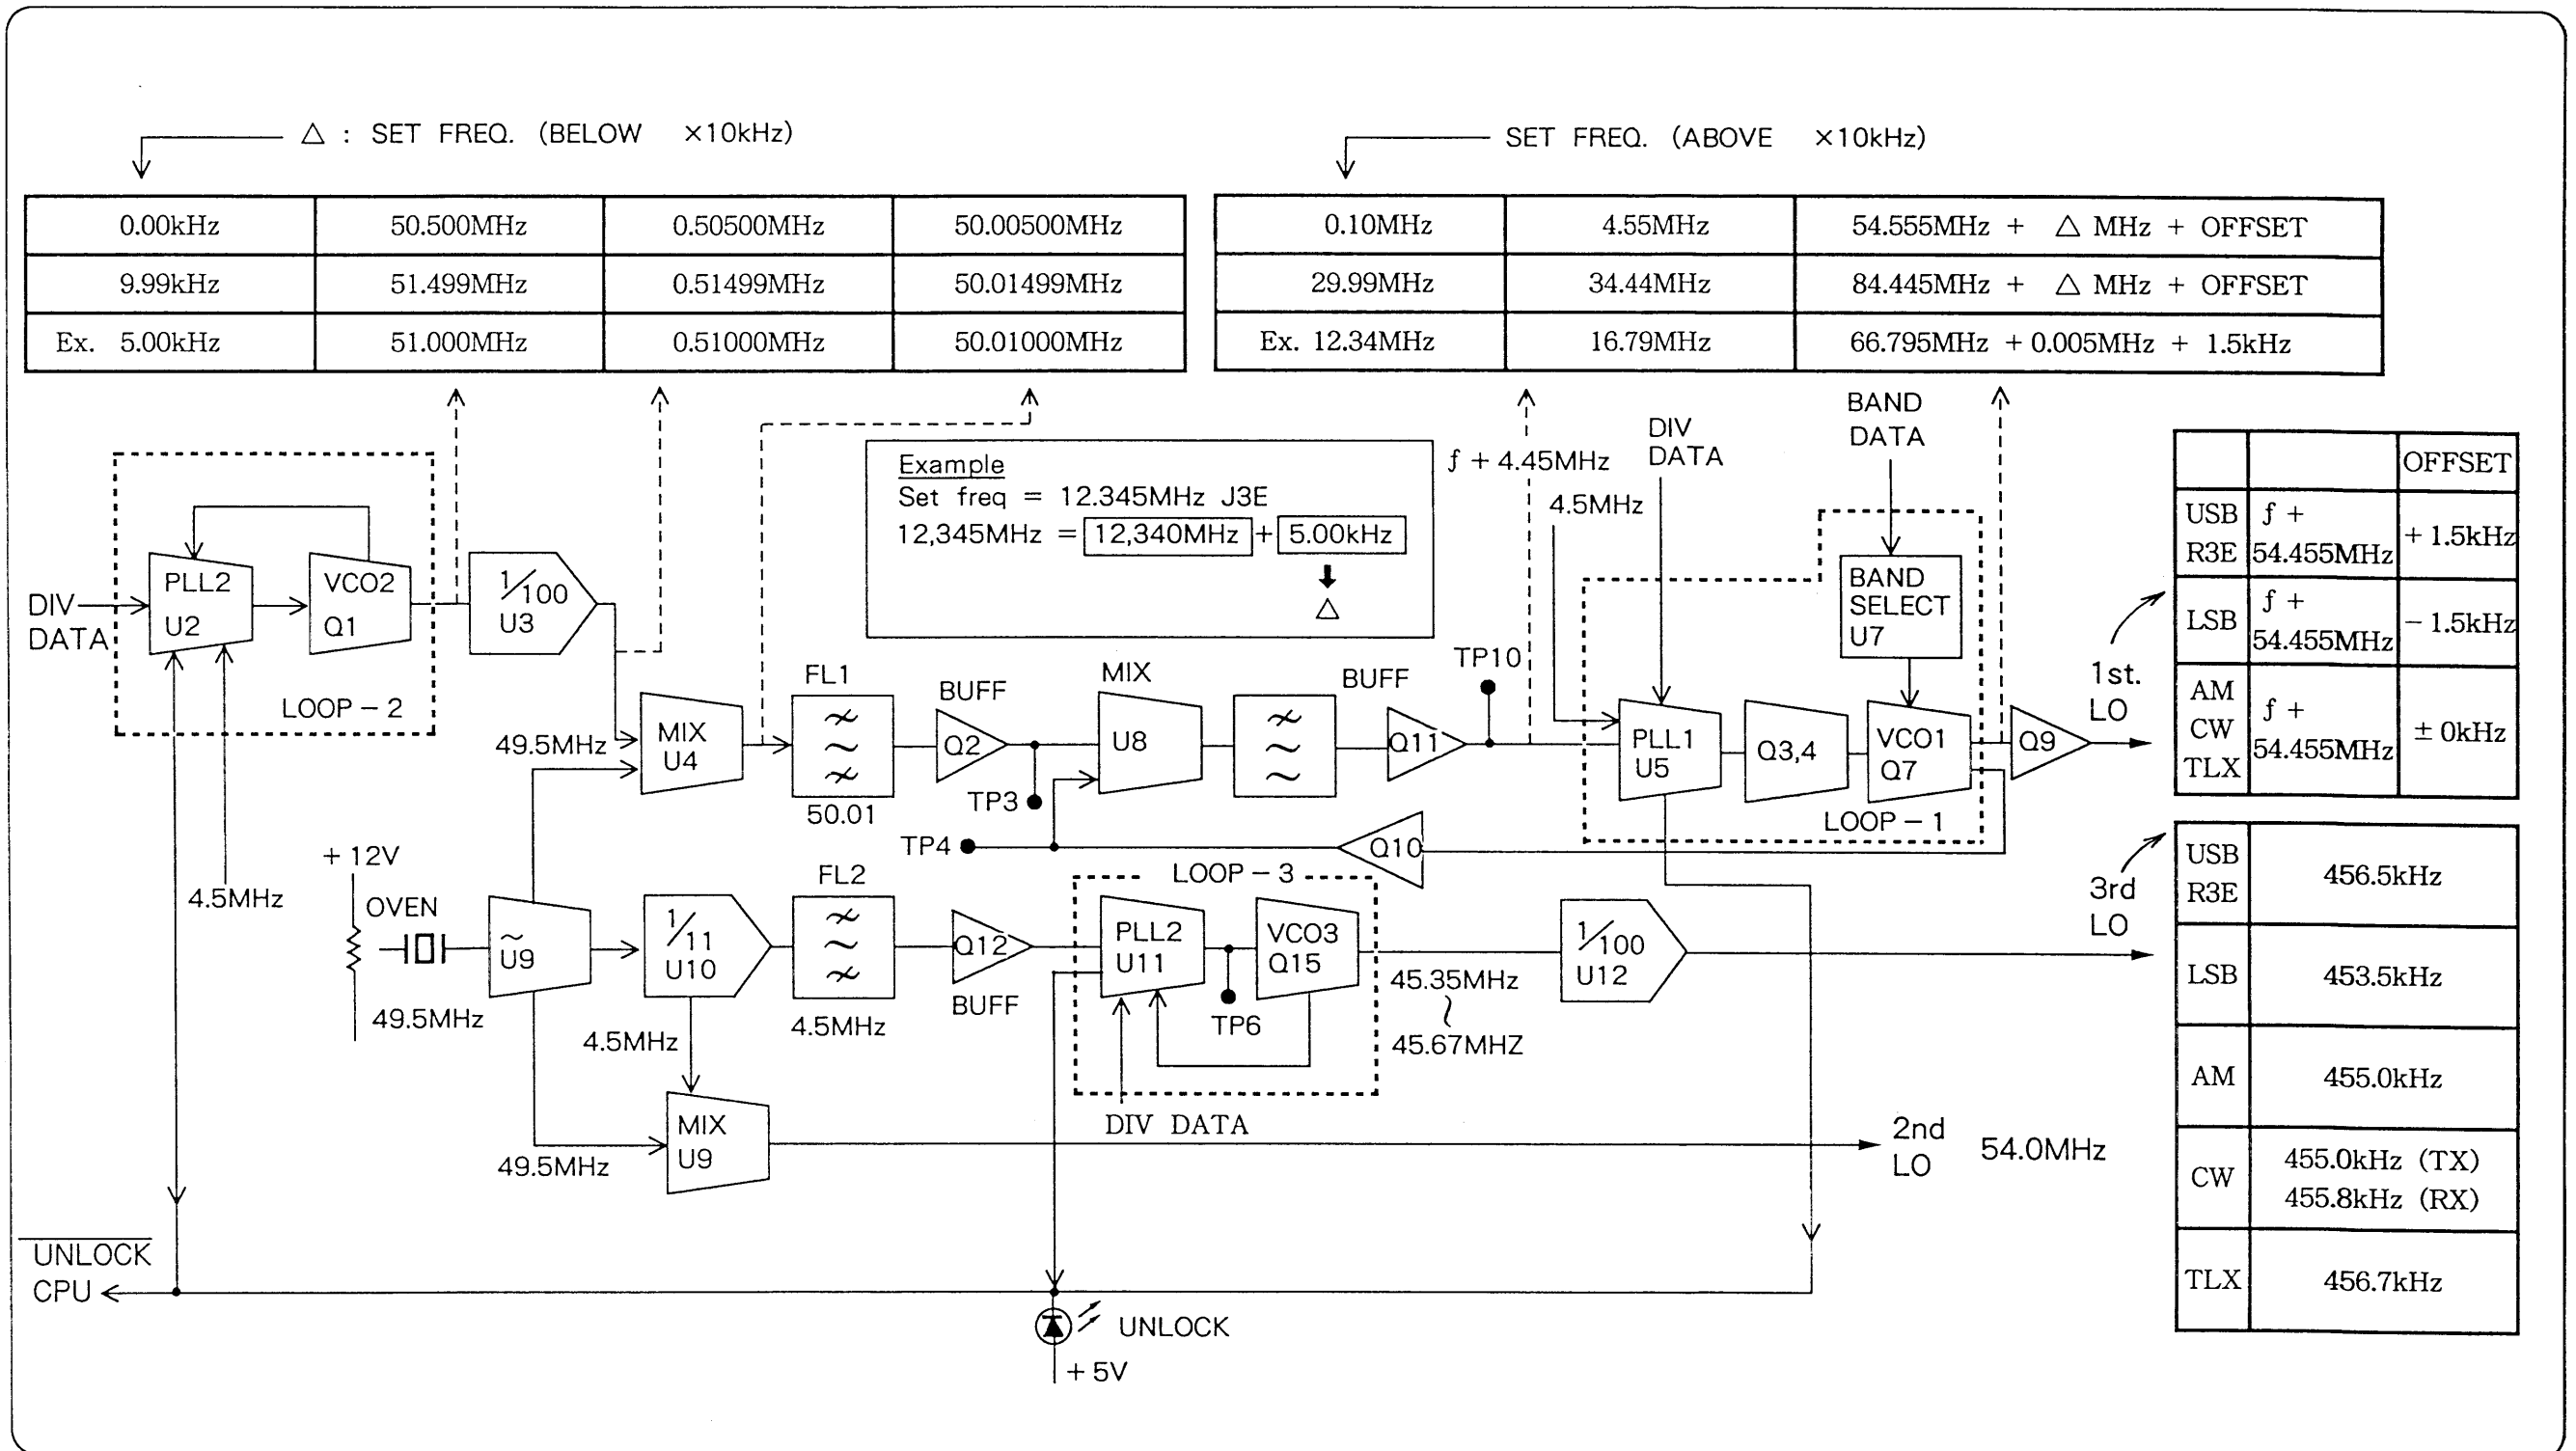 △ : SET FREQ. (BELOW ×10kHz)
SET FREQ. (ABOVE ×10kHz)
0.00kHz 50.500MHz 0.50500MHz 50.00500MHz
9.99kHz 51.499MHz 0.51499MHz 50.01499MHz
Ex. 5.00kHz 51.000MHz 0.51000MHz 50.01000MHz
0.10MHz 4.55MHz 54.555MHz + △ MHz + OFFSET
29.99MHz 34.44MHz 84.445MHz + △ MHz + OFFSET
Ex. 12.34MHz 16.79MHz 66.795MHz + 0.005MHz + 1.5kHz
Example
Set freq = 12.345MHz J3E
12,345MHz = 12,340MHz + 5.00kHz
△
f + 4.45MHz
4.5MHz
DIV
DATA
BAND
DATA
DIV
DATA
PLL2
U2
VCO2
Q1
LOOP - 2
1/100
U3
4.5MHz
49.5MHz
MIX
U4
FL1
50.01
BUFF
Q2
TP3
MIX
U8
BUFF
Q11
TP10
PLL1
U5
Q3,4
BAND
SELECT
U7
VCO1
Q7
LOOP - 1
Q9
1st.
LO
TP4
Q10
OFFSET
USB
R3E
f +
54.455MHz
+ 1.5kHz
LSB
f +
54.455MHz
- 1.5kHz
AM
CW
TLX
f +
54.455MHz
± 0kHz
+ 12V
OVEN
49.5MHz
~
U9
1/11
U10
4.5MHz
FL2
4.5MHz
Q12
BUFF
LOOP - 3
PLL2
U11
TP6
VCO3
Q15
DIV DATA
45.35MHz
~
45.67MHZ
1/100
U12
3rd
LO
USB
R3E
456.5kHz
LSB
453.5kHz
AM
455.0kHz
CW
455.0kHz (TX)
455.8kHz (RX)
TLX
456.7kHz
49.5MHz
MIX
U9
2nd
LO
54.0MHz
UNLOCK
CPU
UNLOCK
+ 5V